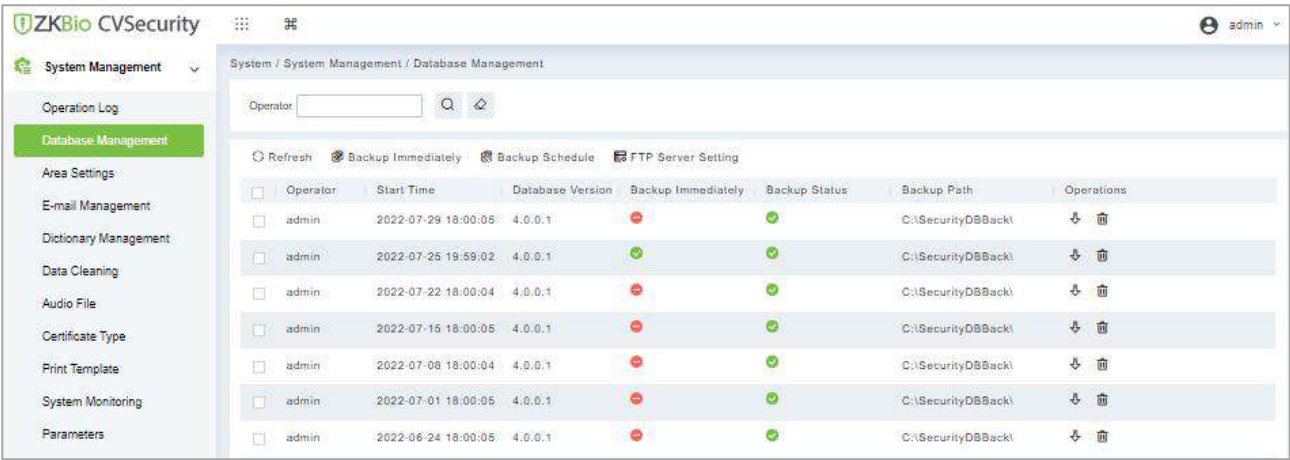 ZKBio CVSecurity
admin
System Management
System / System Management / Database Management
Operation Log
Operator
Database Management
Refresh Backup Immediately Backup Schedule FTP Server Setting
Area Settings
Operator Start Time Database Version Backup Immediately Backup Status Backup Path Operations
E-mail Management
admin 2022-07-29 18:00:05 4.0.0.1 C:\SecurityDBBack\
Dictionary Management
admin 2022-07-25 19:59:02 4.0.0.1 C:\SecurityDBBack\
Data Cleaning
admin 2022-07-22 18:00:04 4.0.0.1 C:\SecurityDBBack\
Audio File
admin 2022-07-15 18:00:05 4.0.0.1 C:\SecurityDBBack\
Certificate Type
admin 2022-07-08 18:00:04 4.0.0.1 C:\SecurityDBBack\
Print Template
admin 2022-07-01 18:00:05 4.0.0.1 C:\SecurityDBBack\
System Monitoring
admin 2022-06-24 18:00:05 4.0.0.1 C:\SecurityDBBack\
Parameters